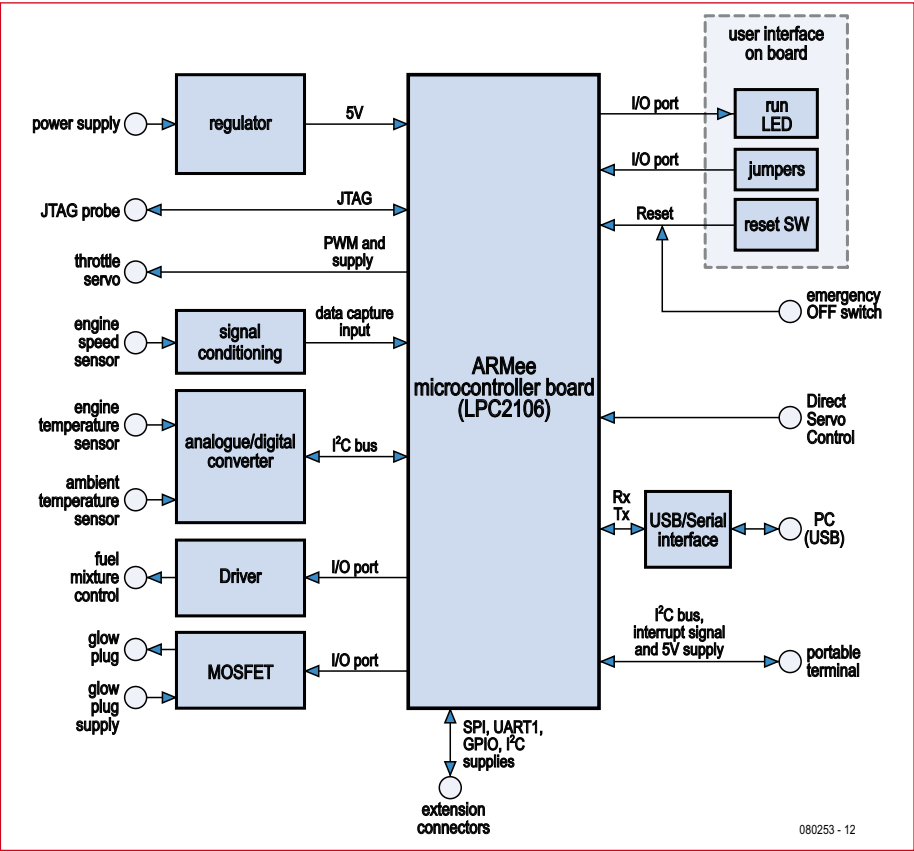 user interface
on board
power supply
regulator
5V
I/O port
run
LED
I/O port
jumpers
JTAG probe
JTAG
Reset
reset SW
throttle
servo
PWM and
supply
emergency
OFF switch
engine
speed
sensor
signal
conditioning
data capture
input
ARMee
microcontroller board
(LPC2106)
Direct
Servo
Control
engine
temperature
sensor
analogue/digital
converter
I²C bus
ambient
temperature
sensor
Rx
Tx
USB/Serial
interface
PC
(USB)
fuel
mixture
control
Driver
I/O port
I²C bus,
interrupt signal
and 5V supply
portable
terminal
glow
plug
MOSFET
I/O port
glow
plug
supply
SPI, UART1,
GPIO, I²C
supplies
extension
connectors
080253 - 12